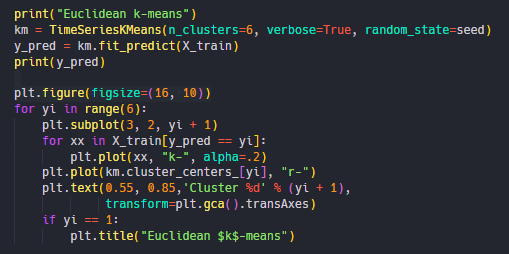 print("Euclidean k-means")
km = TimeSeriesKMeans(n_clusters=6, verbose=True, random_state=seed)
y_pred = km.fit_predict(X_train)
print(y_pred)

plt.figure(figsize=(16, 10))
for yi in range(6):
    plt.subplot(3, 2, yi + 1)
    for xx in X_train[y_pred == yi]:
        plt.plot(xx, "k-", alpha=.2)
    plt.plot(km.cluster_centers_[yi], "r-")
    plt.text(0.55, 0.85,'Cluster %d' % (yi + 1),
             transform=plt.gca().transAxes)
    if yi == 1:
        plt.title("Euclidean $k$-means")